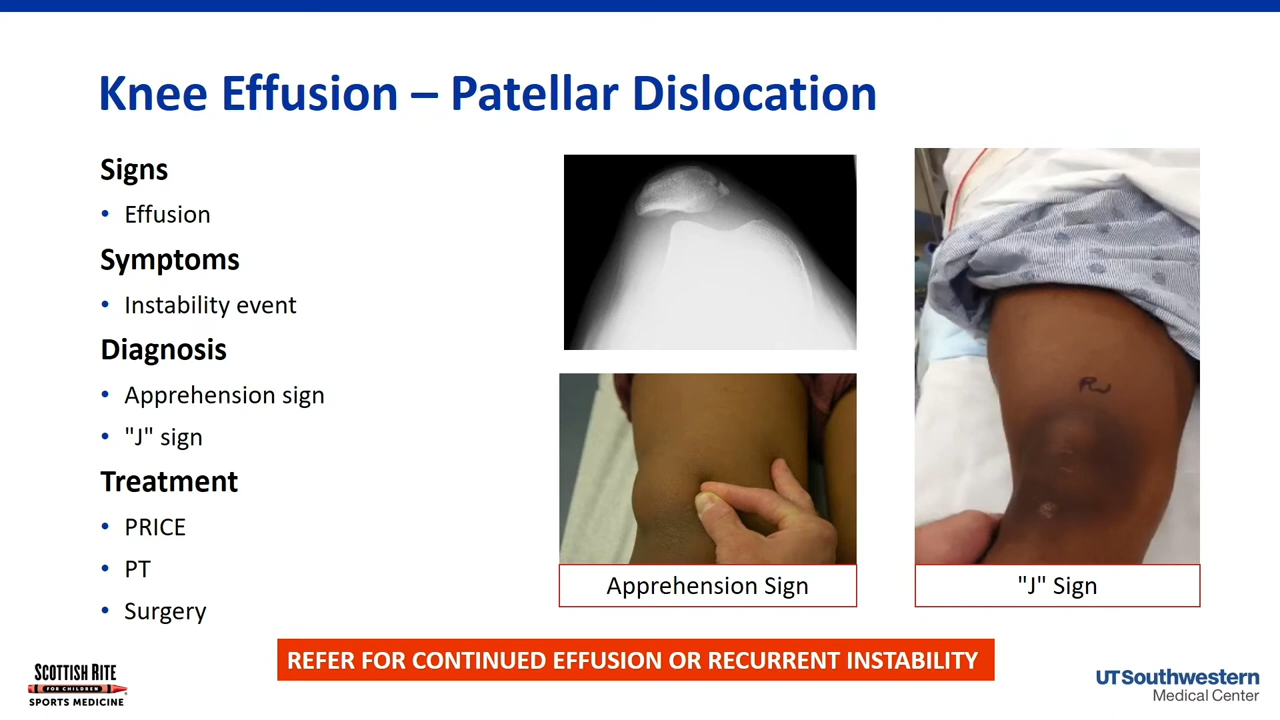 Knee Effusion – Patellar Dislocation
Signs
• Effusion
Symptoms
• Instability event
Diagnosis
• Apprehension sign
• "J" sign
Treatment
• PRICE
• PT
• Surgery
Apprehension Sign
R
"J" Sign
REFER FOR CONTINUED EFFUSION OR RECURRENT INSTABILITY
SCOTTISH RITE
FOR CHILDREN
SPORTS MEDICINE
UTSouthwestern
Medical Center